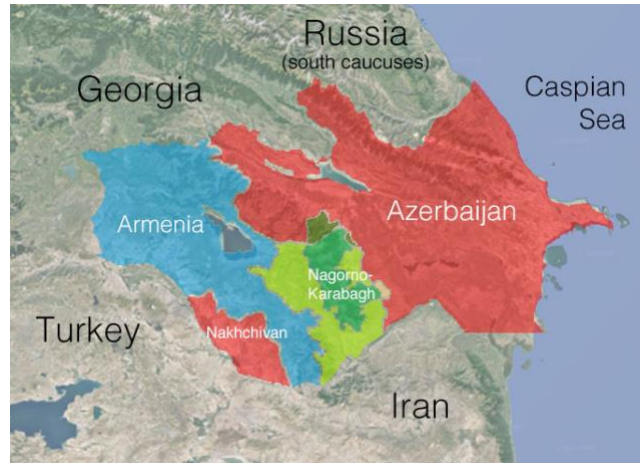 Russia
(south caucuses)
Georgia
Caspian
Sea
Armenia
Azerbaijan
Nagorno-
Karabagh
Nakhchivan
Turkey
Iran